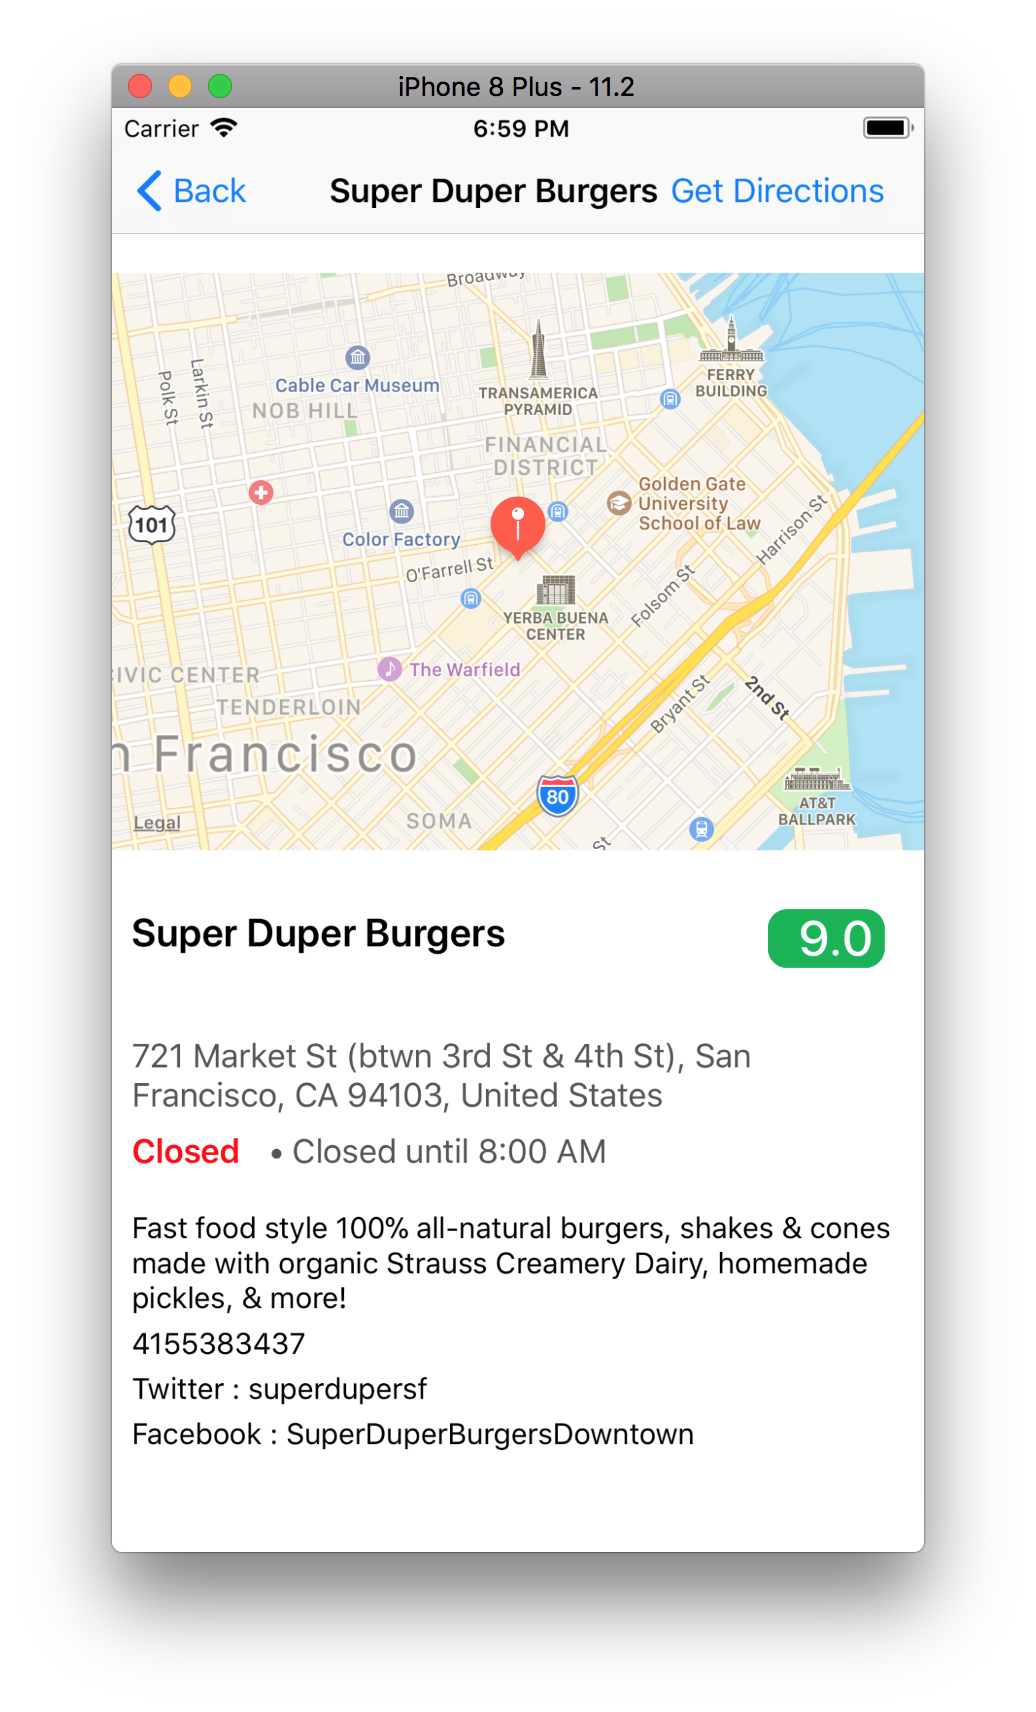 iPhone 8 Plus - 11.2
Carrier 6:59 PM
Back Super Duper Burgers Get Directions
Broadway
Polk St
Larkin St
Cable Car Museum
NOB HILL
TRANSAMERICA
PYRAMID
FERRY
BUILDING
FINANCIAL
DISTRICT
Golden Gate
University
School of Law
Harrison St
101
Color Factory
O'Farrell St
YERBA BUENA
CENTER
Folsom St
The Warfield
IVIC CENTER
TENDERLOIN
Bryant St
2nd St
n Francisco
80
AT&T
BALLPARK
Legal
SOMA
St
Super Duper Burgers 9.0
721 Market St (btwn 3rd St & 4th St), San
Francisco, CA 94103, United States
Closed • Closed until 8:00 AM
Fast food style 100% all-natural burgers, shakes & cones
made with organic Strauss Creamery Dairy, homemade
pickles, & more!
4155383437
Twitter : superdupersf
Facebook : SuperDuperBurgersDowntown